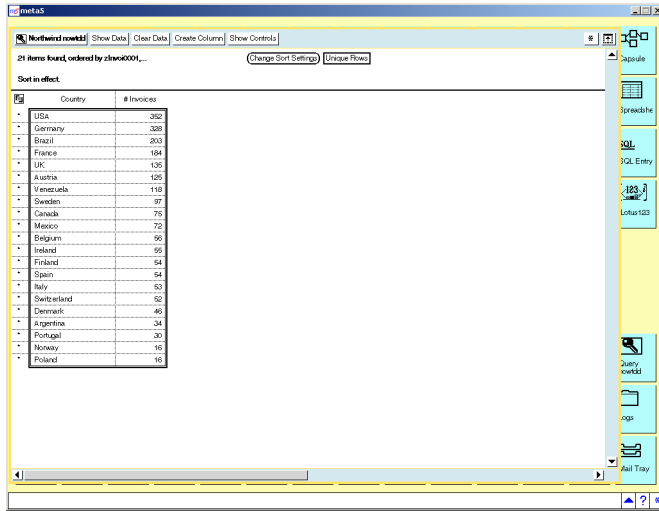 meta5
Northwind nowtdd Show Data Clear Data Create Column Show Controls
21 items found, ordered by zInvoi0001,...
Change Sort Settings Unique Rows
Sort in effect.
Country # Invoices
USA 352
Germany 328
Brazil 203
France 184
UK 135
Austria 125
Venezuela 118
Sweden 97
Canada 75
Mexico 72
Belgium 56
Ireland 55
Finland 54
Spain 54
Italy 53
Switzerland 52
Denmark 46
Argentina 34
Portugal 30
Norway 16
Poland 16
Capsule
Spreadshe
SQL
SQL Entry
123
Lotus123
Query
nowtdd
Logs
Mail Tray
?